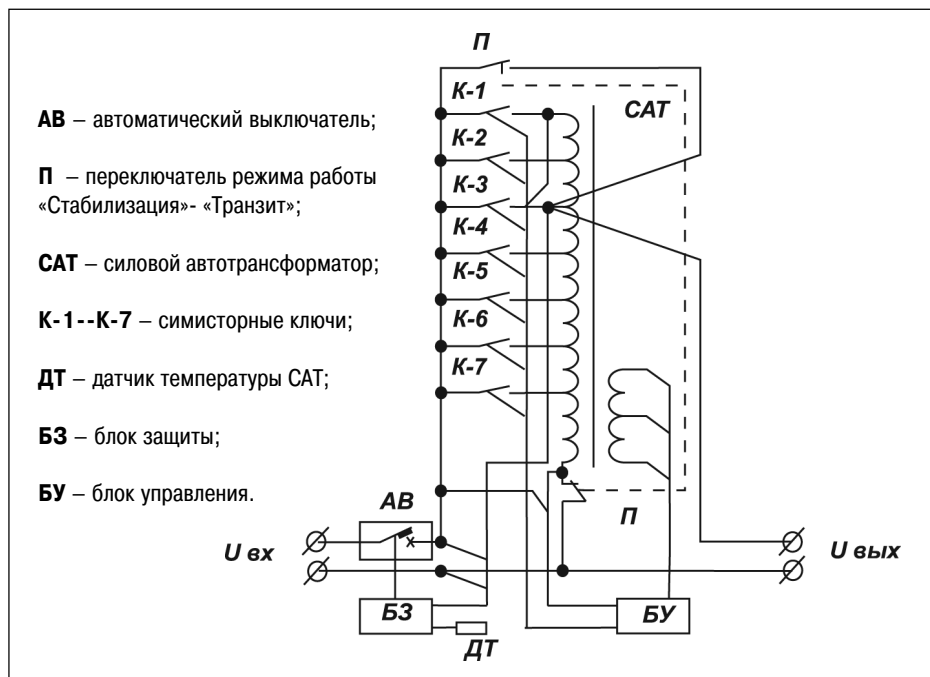 П
К-1
САТ
АВ – автоматический выключатель;
К-2
П – переключатель режима работы
«Стабилизация»- «Транзит»;
К-3
К-4
САТ – силовой автотрансформатор;
К-5
К-1--К-7 – симисторные ключи;
К-6
ДТ – датчик температуры САТ;
К-7
БЗ – блок защиты;
БУ – блок управления.
АВ
П
U вх
U вых
БЗ
БУ
ДТ